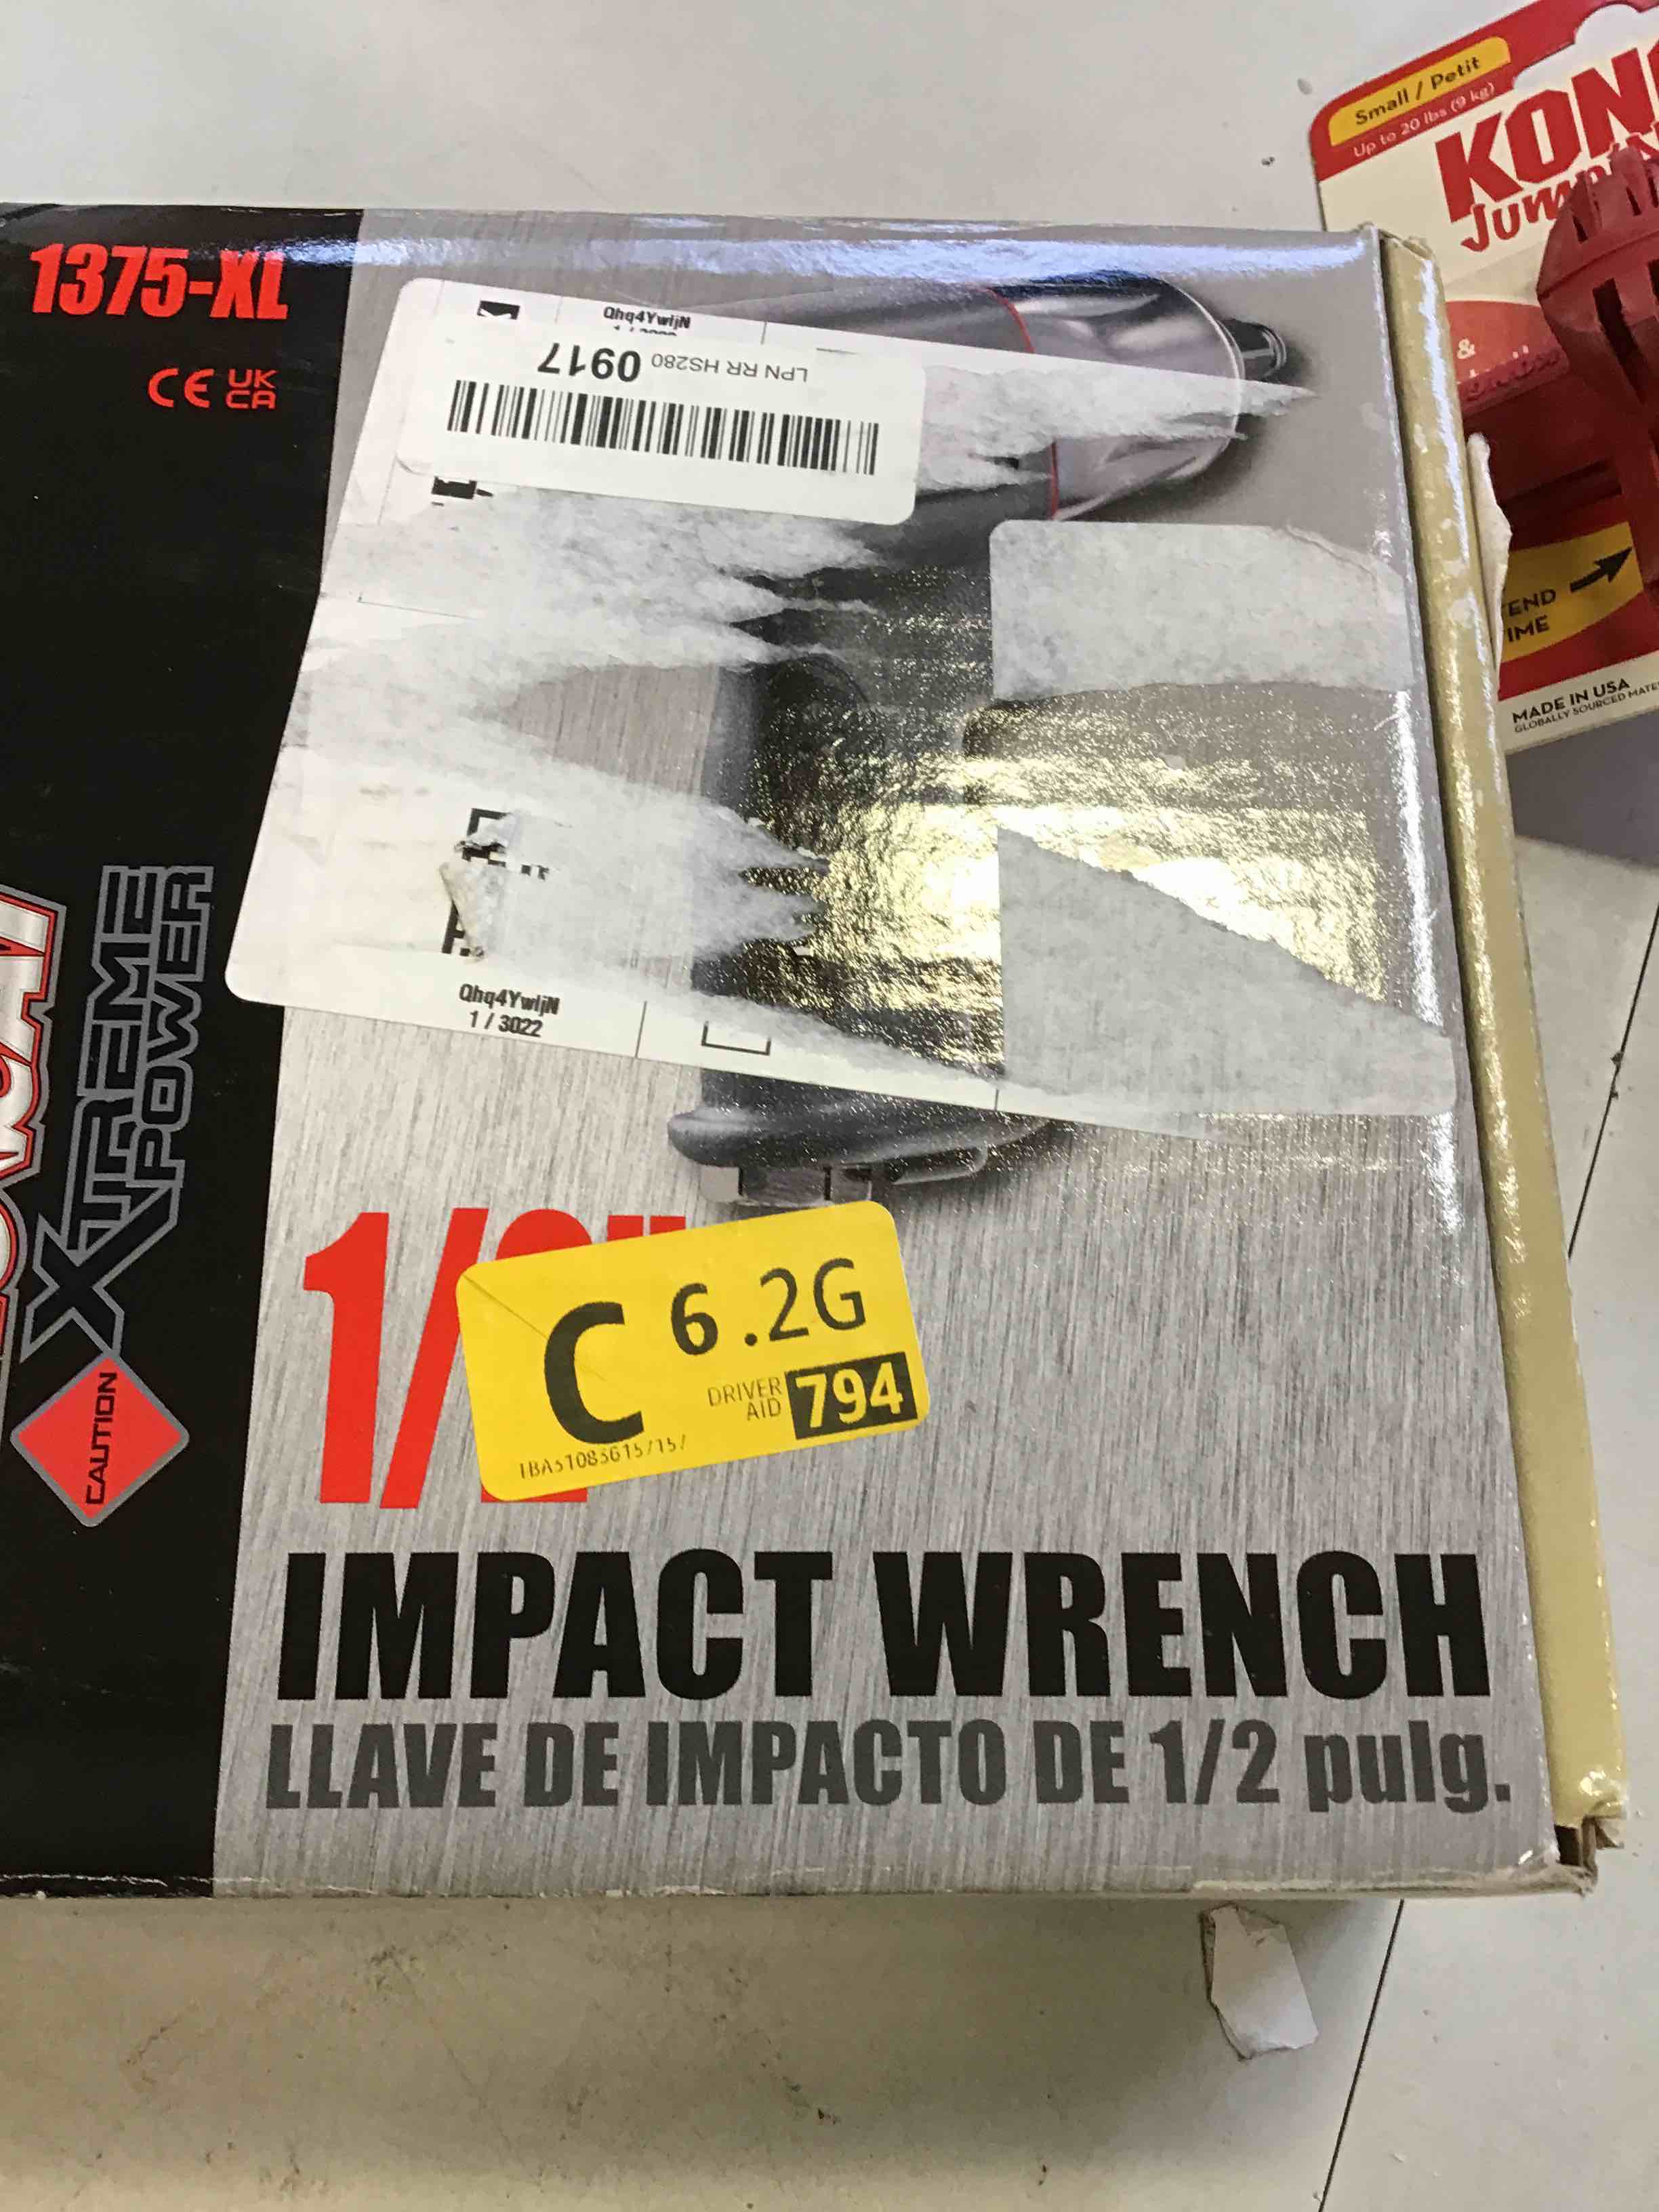 1375-XL
CE UK
CA
Qhq4YwljN
LPN RR HS280 0917
XTREME
POWER
CAUTION
Qhq4YwljN
1 / 3022
C 6.2G
DRIVER
AID 794
IMPACT WRENCH
LLAVE DE IMPACTO DE 1/2 pulg.
Small / Petit
Up to 20 lbs (9 kg)
&
MADE IN USA